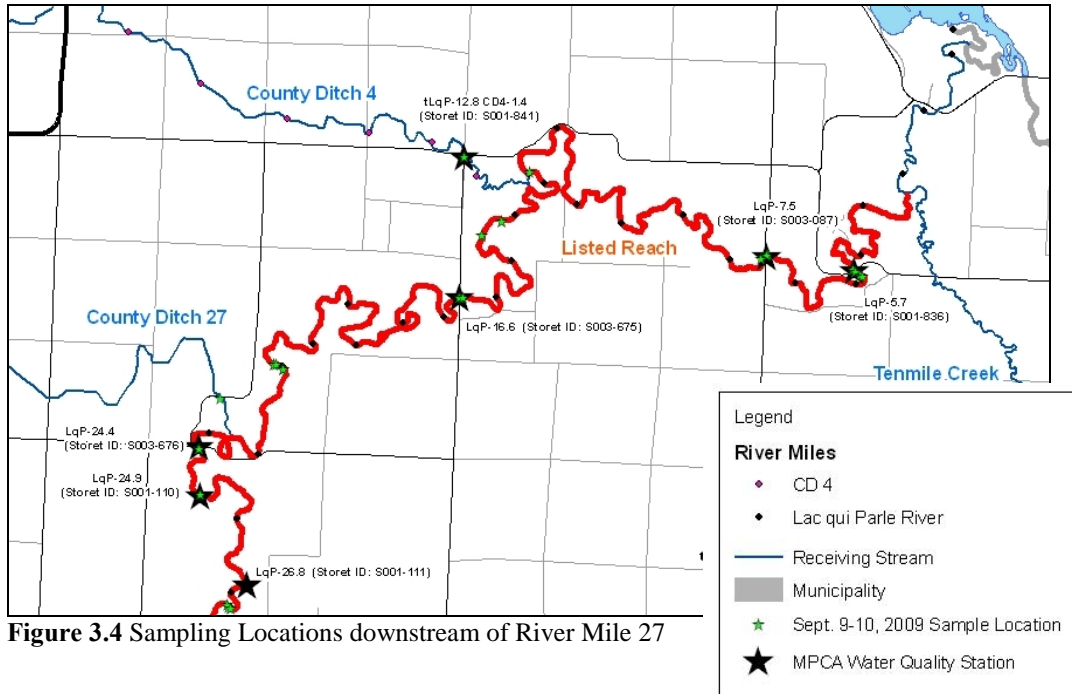 County Ditch 4
tLqP-12.8 CD4-1.4
(Storet ID: S001-841)
LqP-7.5
(Storet ID: S003-087)
Listed Reach
LqP-5.7
(Storet ID: S001-836)
County Ditch 27
LqP-16.6 (Storet ID: S003-675)
Tenmile Creek
LqP-24.4
(Storet ID: S003-676)
LqP-24.9
(Storet ID: S001-110)
LqP-26.8 (Storet ID: S001-111)
Legend
River Miles
CD 4
Lac qui Parle River
Receiving Stream
Municipality
Sept. 9-10, 2009 Sample Location
MPCA Water Quality Station
Figure 3.4 Sampling Locations downstream of River Mile 27